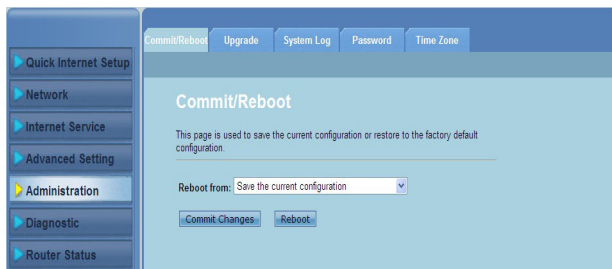 Commit/Reboot Upgrade System Log Password Time Zone
Quick Internet Setup
Network
Internet Service
Advanced Setting
Administration
Diagnostic
Router Status
Commit/Reboot
This page is used to save the current configuration or restore to the factory default
configuration.
Reboot from: Save the current configuration
Commit Changes Reboot